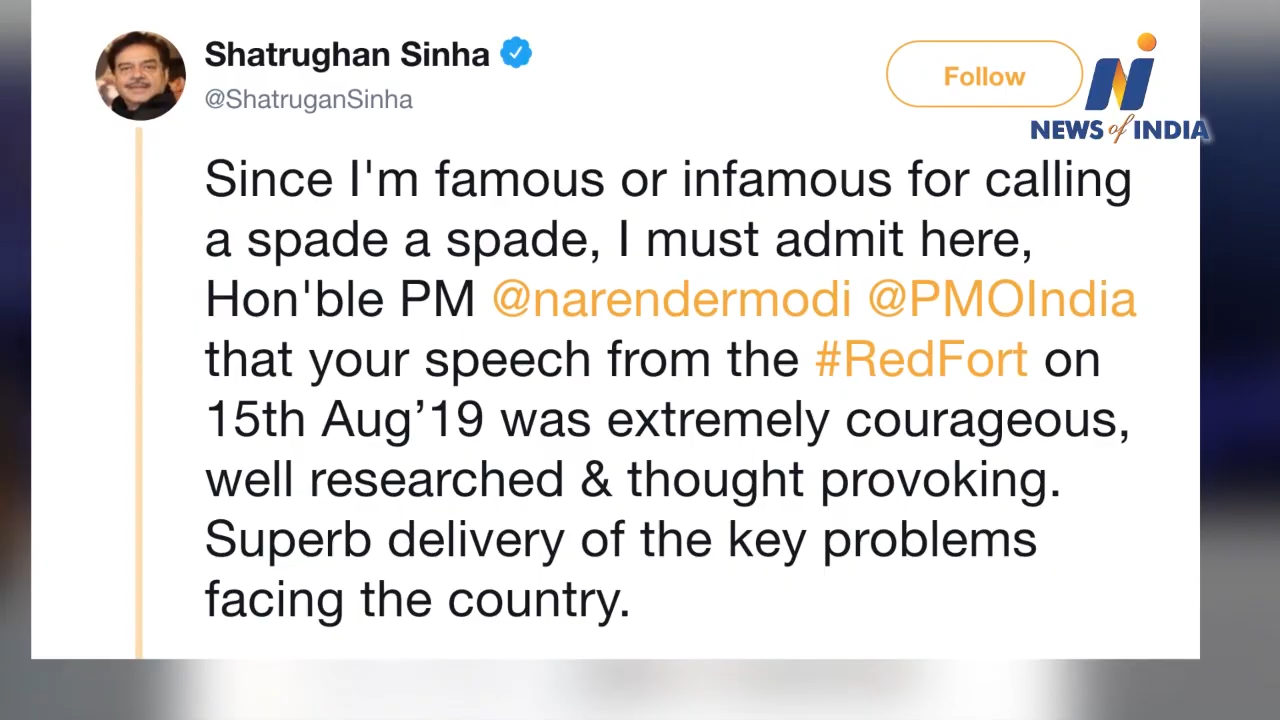 Shatrughan Sinha
@ShatruganSinha
Follow
NEWS of INDIA
Since I'm famous or infamous for calling
a spade a spade, I must admit here,
Hon'ble PM @narendermodi @PMOIndia
that your speech from the #RedFort on
15th Aug’19 was extremely courageous,
well researched & thought provoking.
Superb delivery of the key problems
facing the country.